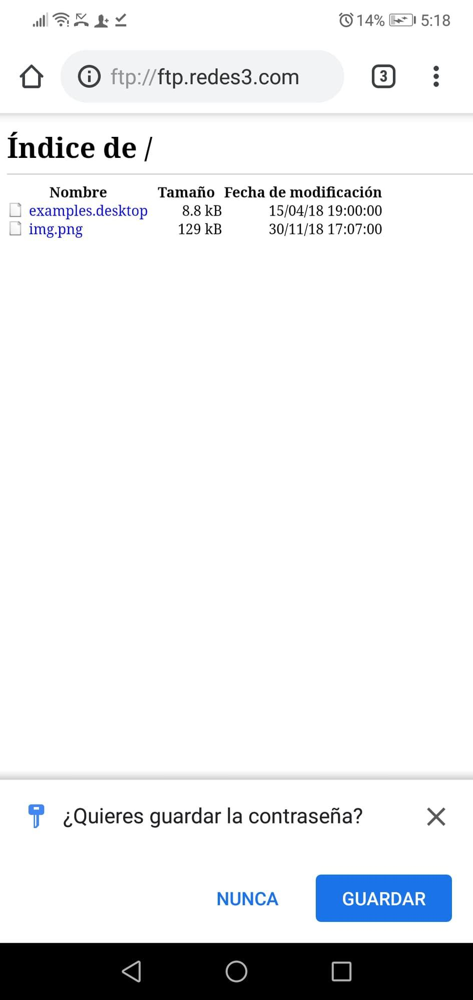 14% 5:18
ftp://ftp.redes3.com 3
Índice de /
Nombre Tamaño Fecha de modificación
examples.desktop 8.8 kB 15/04/18 19:00:00
img.png 129 kB 30/11/18 17:07:00
¿Quieres guardar la contraseña?
NUNCA GUARDAR